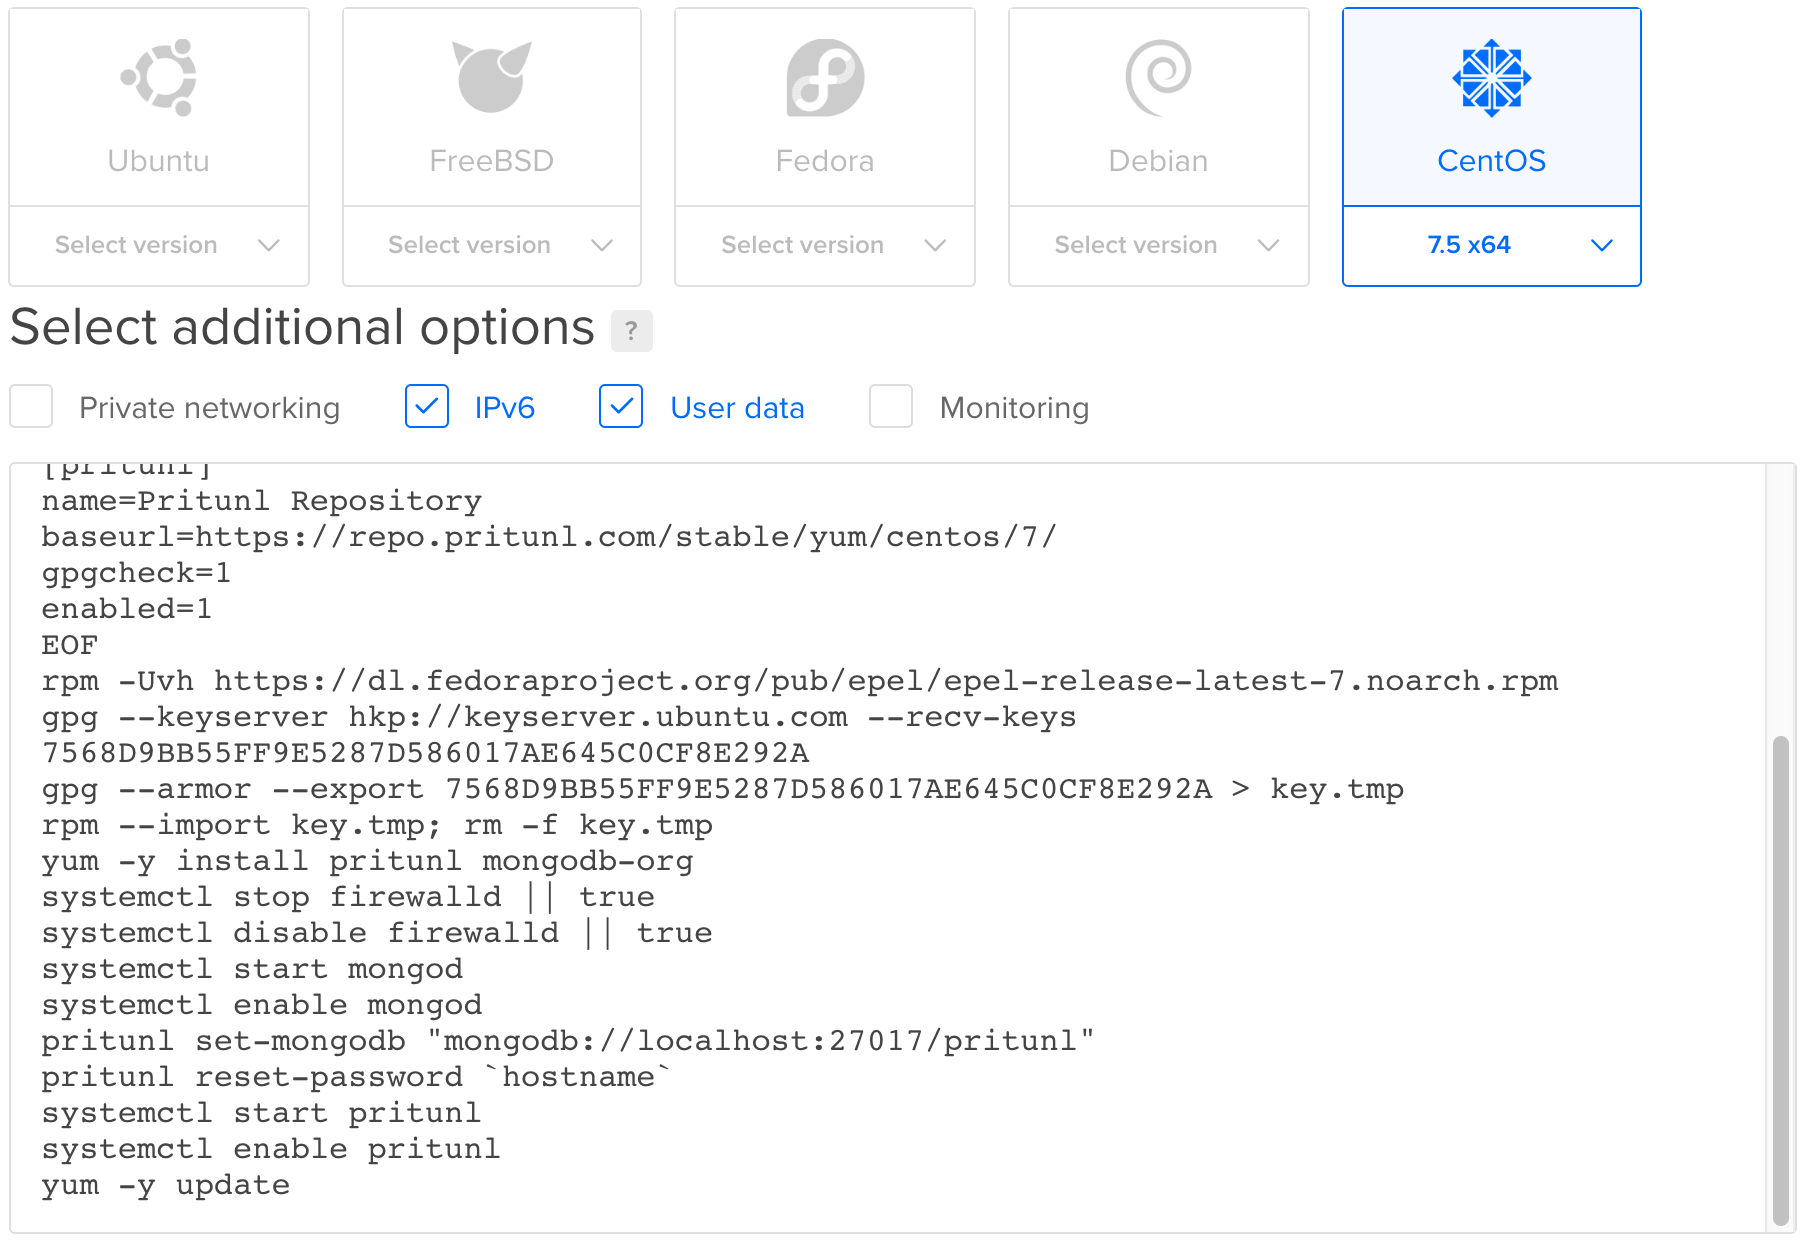 Ubuntu
FreeBSD
Fedora
Debian
CentOS
Select version
Select version
Select version
Select version
7.5 x64
Select additional options ?
Private networking
IPv6
User data
Monitoring
[pritunl]
name=Pritunl Repository
baseurl=https://repo.pritunl.com/stable/yum/centos/7/
gpgcheck=1
enabled=1
EOF
rpm -Uvh https://dl.fedoraproject.org/pub/epel/epel-release-latest-7.noarch.rpm
gpg --keyserver hkp://keyserver.ubuntu.com --recv-keys
7568D9BB55FF9E5287D586017AE645C0CF8E292A
gpg --armor --export 7568D9BB55FF9E5287D586017AE645C0CF8E292A > key.tmp
rpm --import key.tmp; rm -f key.tmp
yum -y install pritunl mongodb-org
systemctl stop firewalld || true
systemctl disable firewalld || true
systemctl start mongod
systemctl enable mongod
pritunl set-mongodb "mongodb://localhost:27017/pritunl"
pritunl reset-password `hostname`
systemctl start pritunl
systemctl enable pritunl
yum -y update